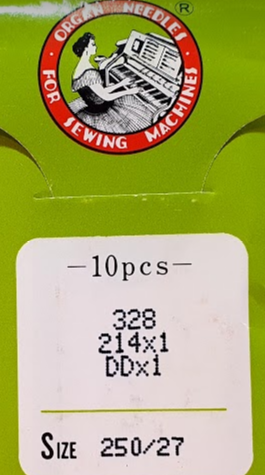 ORGAN NEEDLES ®
· FOR SEWING MACHINES ·
-10pcs-
328
214x1
DDx1
SIZE 250/27